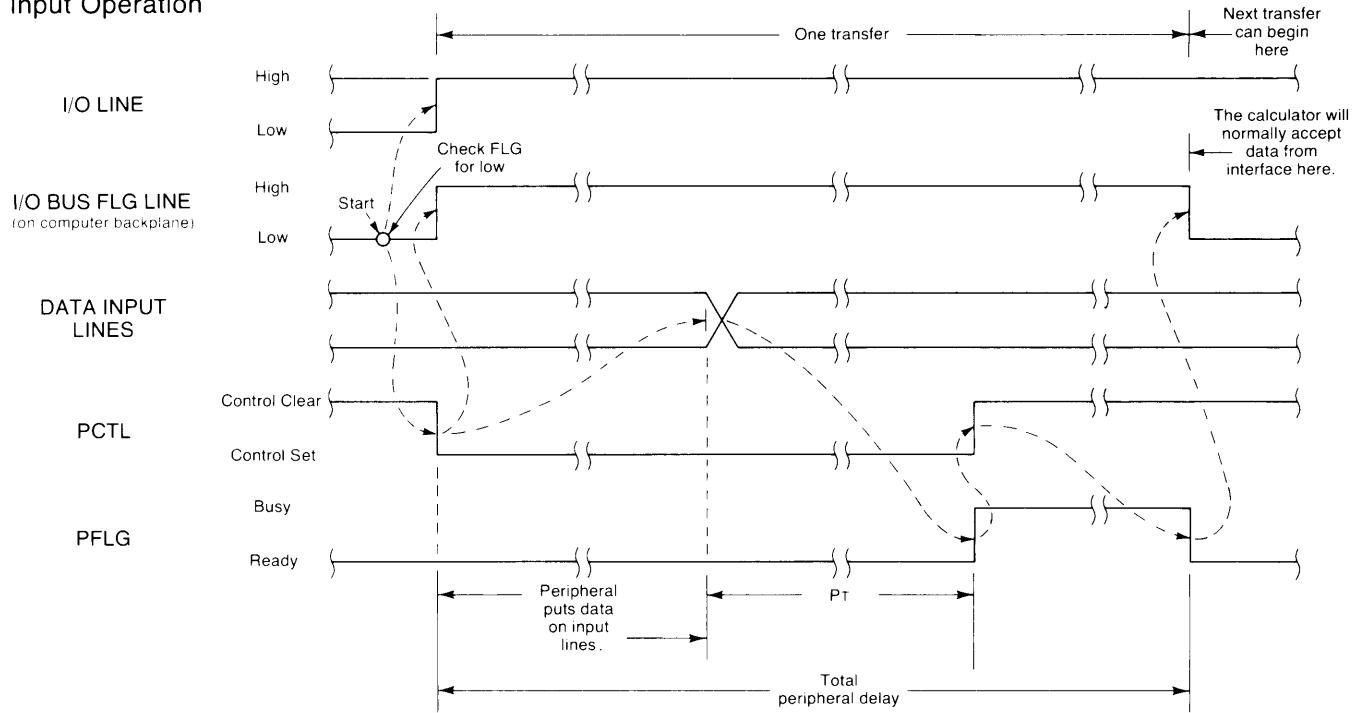 Input Operation
One transfer
Next transfer
can begin
here
I/O LINE
High
Low
Check FLG
for low
The calculator will
normally accept
data from
interface here.
I/O BUS FLG LINE
(on computer backplane)
High
Start
Low
DATA INPUT
LINES
PCTL
Control Clear
Control Set
PFLG
Busy
Ready
Peripheral
puts data
on input
lines.
PT
Total
peripheral delay